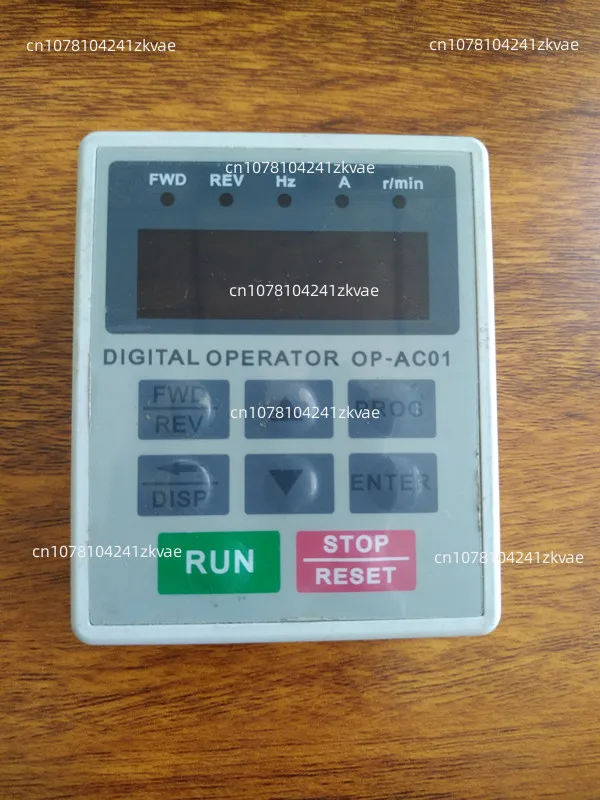 cn1078104241zkvae cn1078104241zkvae
cn1078104241zkvae
FWD REV Hz A r/min
cn1078104241zkvae
DIGITAL OPERATOR OP-AC01
FWD
REV
cn1078104241zkvae
PROG
DISP
ENTER
RUN
STOP
RESET
cn1078104241zkvae cn1078104241zkvae